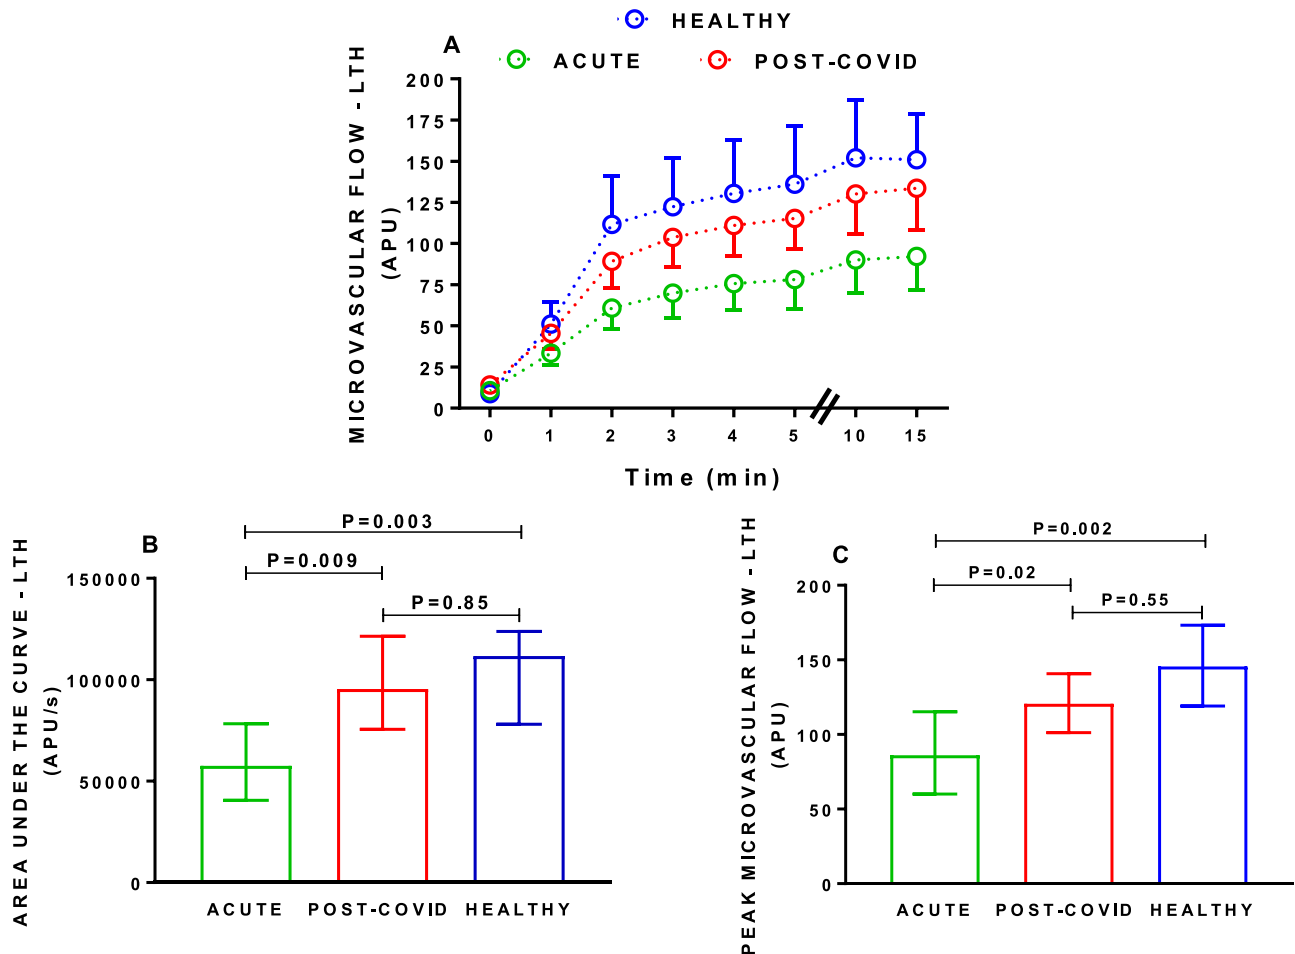 HEALTHY
A
ACUTE
POST-COVID
MICROVASCULAR FLOW - LTH
(APU)
200
175
150
125
100
75
50
25
0
0 1 2 3 4 5 10 15
Time (min)
B
AREA UNDER THE CURVE - LTH
(APU/s)
P=0.003
P=0.009
P=0.85
150000
100000
50000
0
ACUTE POST-COVID HEALTHY
C
PEAK MICROVASCULAR FLOW - LTH
(APU)
P=0.002
P=0.02
P=0.55
200
150
100
50
0
ACUTE POST-COVID HEALTHY